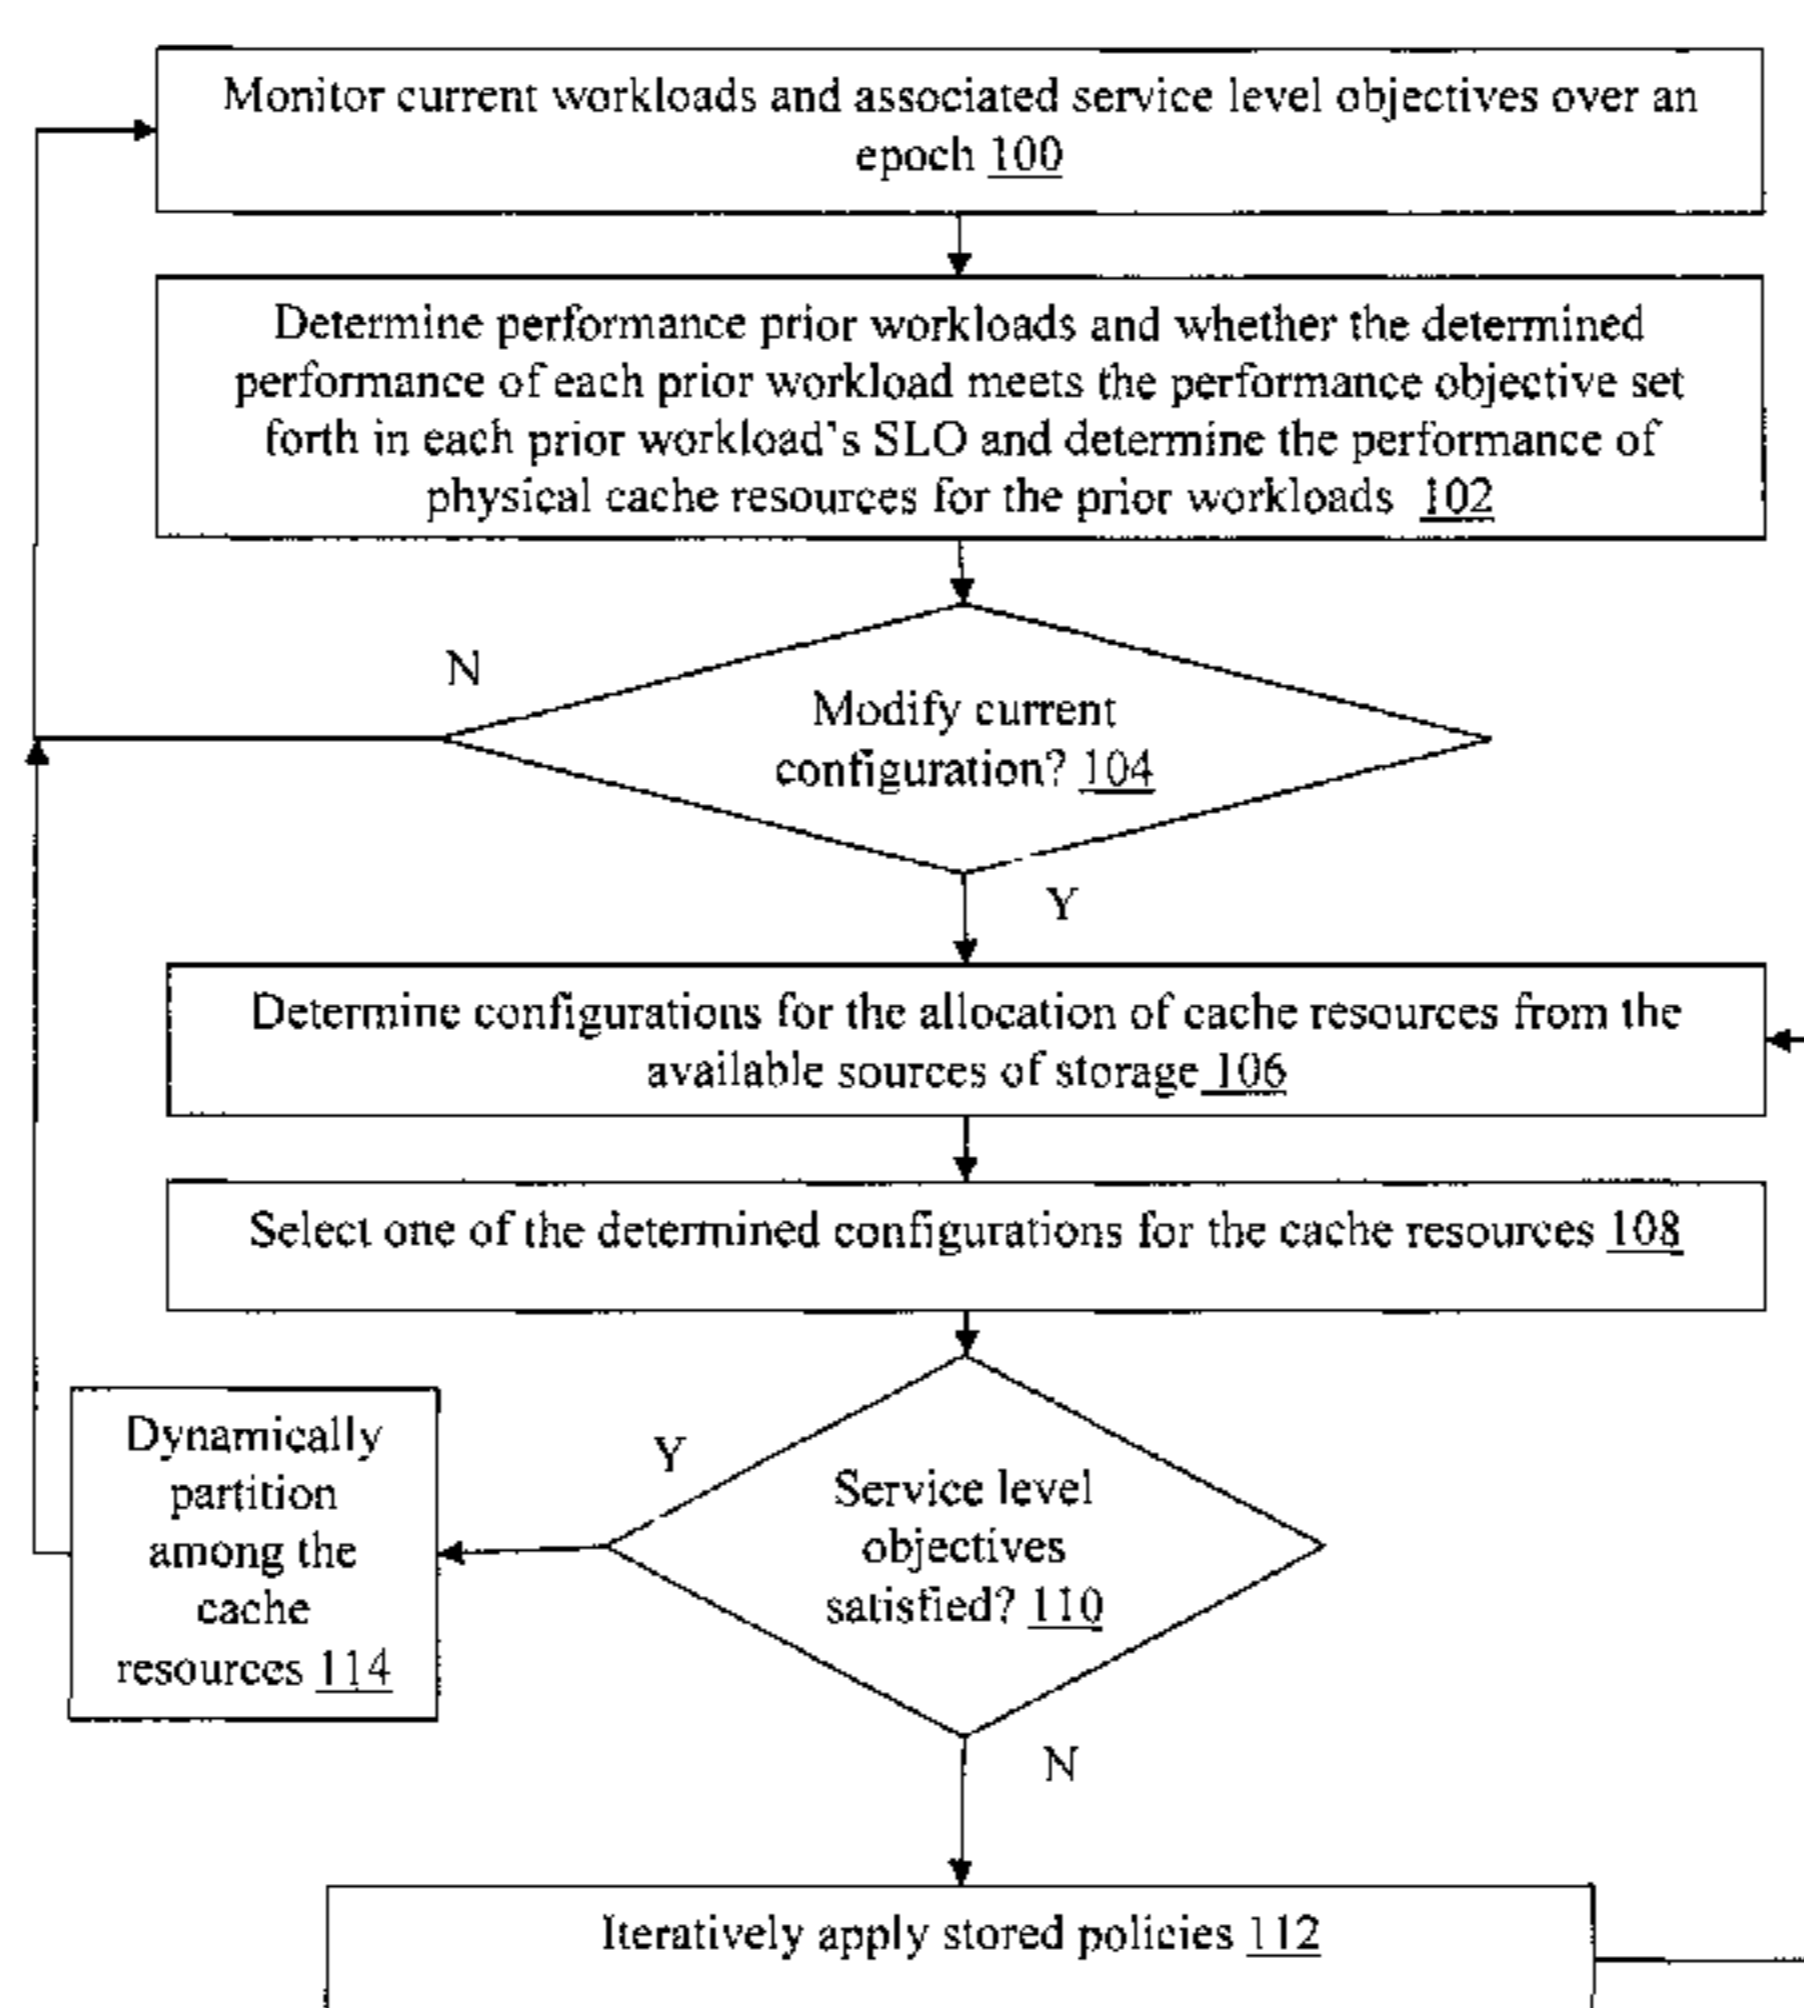 Monitor current workloads and associated service level objectives over an
epoch 100
Determine performance prior workloads and whether the determined
performance of each prior workload meets the performance objective set
forth in each prior workload's SLO and determine the performance of
physical cache resources for the prior workloads 102
N
Modify current
configuration? 104
Y
Determine configurations for the allocation of cache resources from the
available sources of storage 106
Select one of the determined configurations for the cache resources 108
Dynamically
partition
among the
cache
resources 114
Y
Service level
objectives
satisfied? 110
N
Iteratively apply stored policies 112